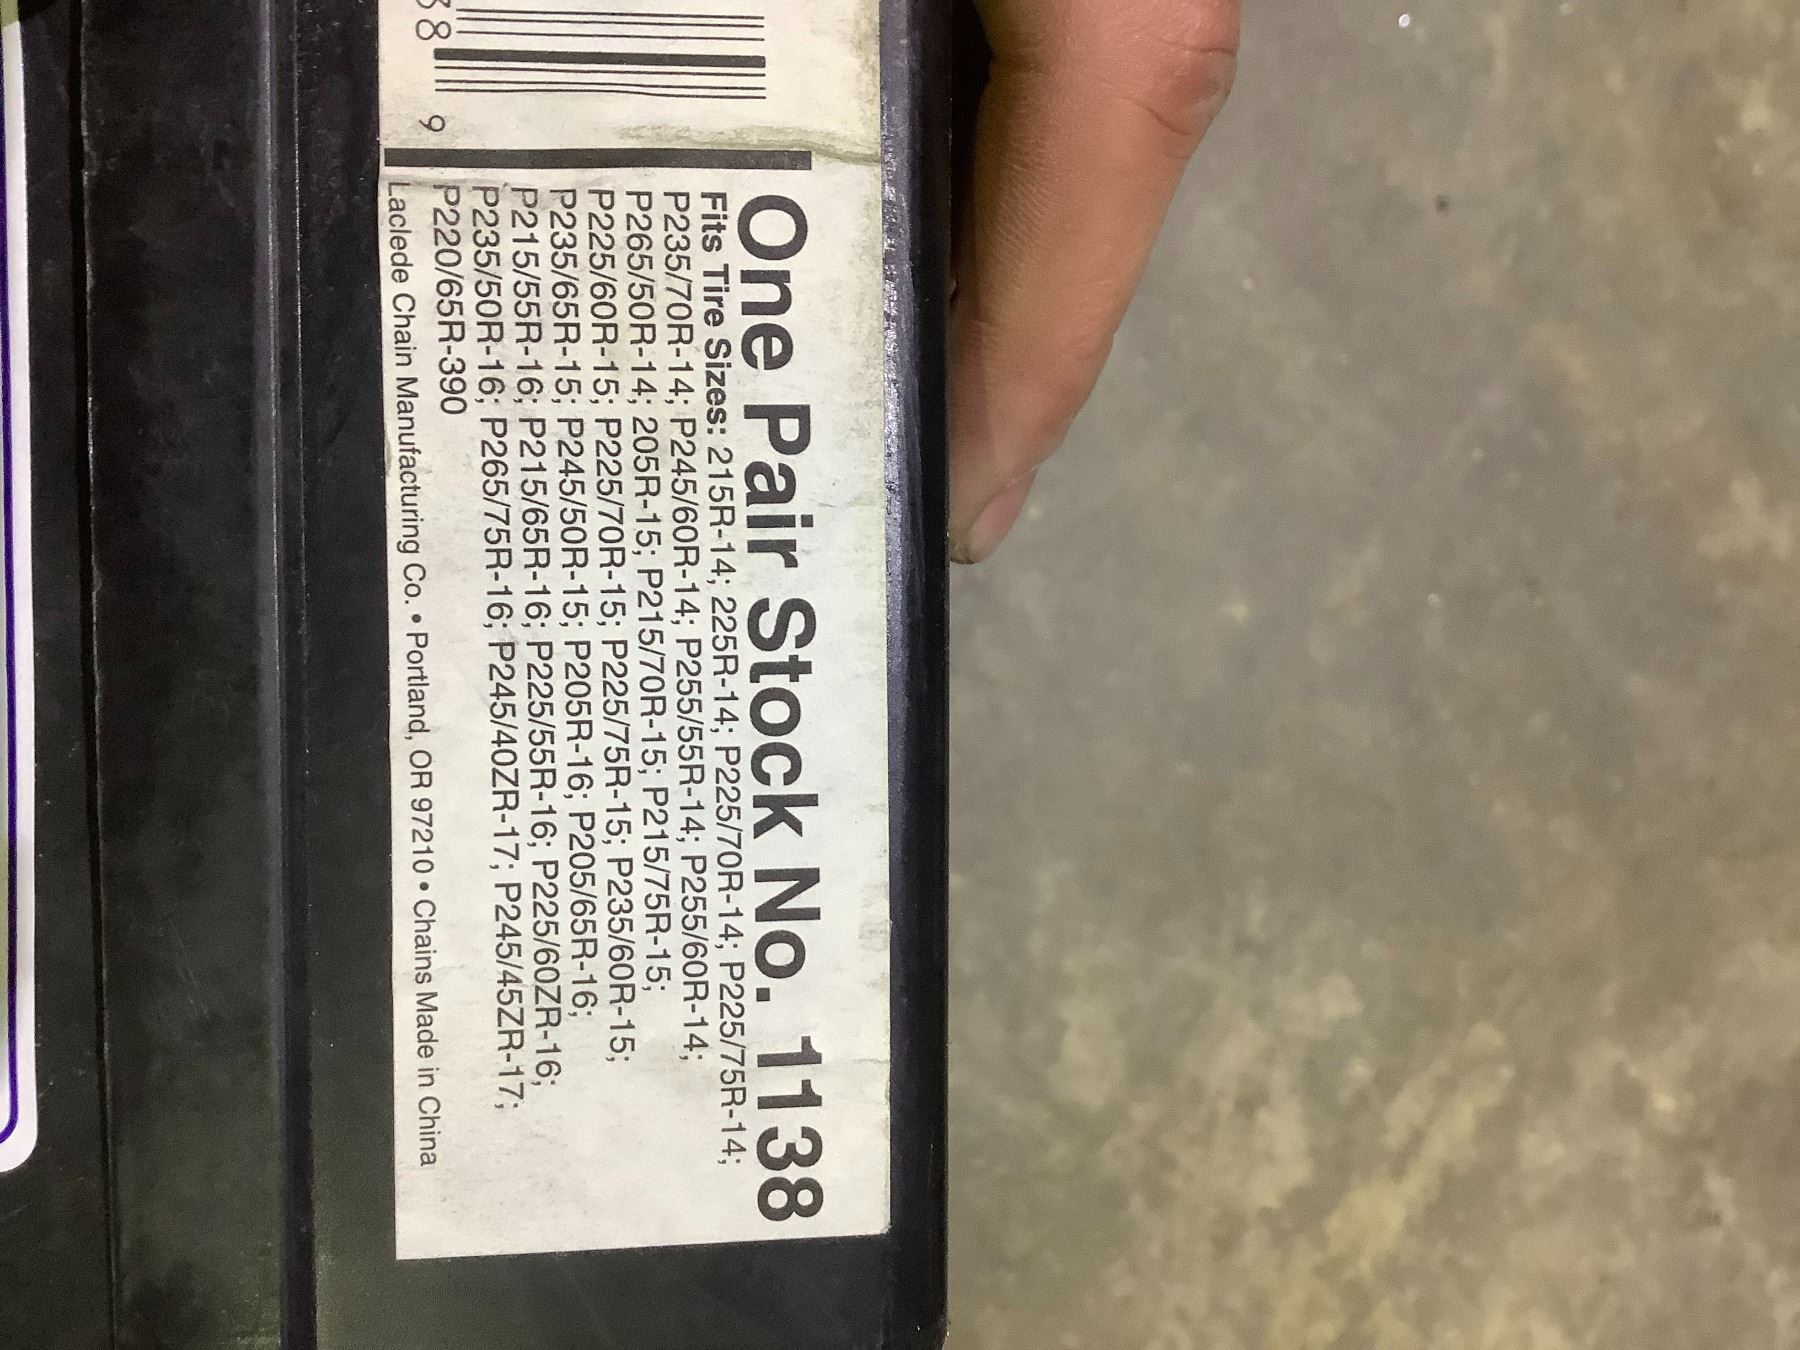 One Pair Stock No. 1138
Fits Tire Sizes: 215R-14; 225R-14; P225/70R-14; P225/75R-14;
P235/70R-14; P245/60R-14; P255/55R-14; P255/60R-14;
P265/50R-14; 205R-15; P215/70R-15; P215/75R-15;
P225/60R-15; P225/70R-15; P225/75R-15; P235/60R-15;
P235/65R-15; P245/50R-15; P205R-16; P205/65R-16;
P215/55R-16; P215/65R-16; P225/55R-16; P225/60ZR-16;
P235/50R-16; P265/75R-16; P245/40ZR-17; P245/45ZR-17;
P220/65R-390
Laclede Chain Manufacturing Co. • Portland, OR 97210 • Chains Made in China
38 9